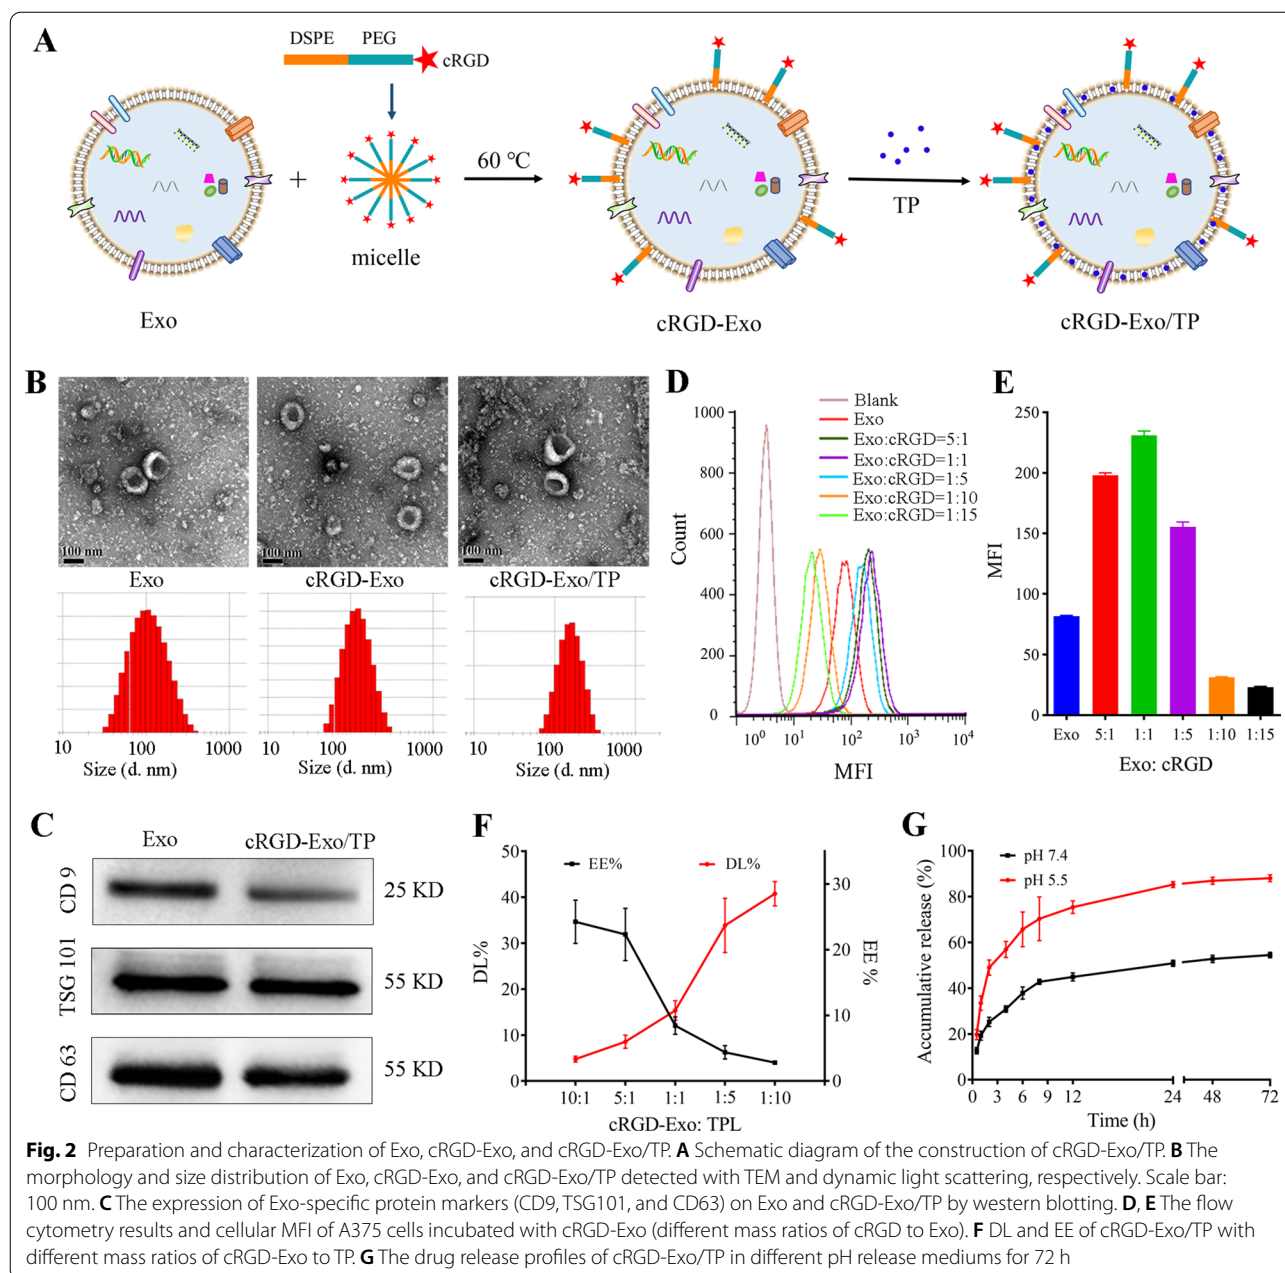 A
DSPE PEG
cRGD
+
60 ℃
TP
micelle
Exo
cRGD-Exo
cRGD-Exo/TP
B
100 nm
100 nm
100 nm
Exo
cRGD-Exo
cRGD-Exo/TP
10 100 1000
10 100 1000
10 100 1000
Size (d. nm)
Size (d. nm)
Size (d. nm)
D
Blank
Exo
Exo:cRGD=5:1
Exo:cRGD=1:1
Exo:cRGD=1:5
Exo:cRGD=1:10
Exo:cRGD=1:15
1000
800
600
400
200
0
Count
10⁰ 10¹ 10² 10³ 10⁴
MFI
E
250
200
150
100
50
0
MFI
Exo 5:1 1:1 1:5 1:10 1:15
Exo: cRGD
C
Exo cRGD-Exo/TP
CD 9 25 KD
TSG 101 55 KD
CD 63 55 KD
F
EE% DL%
50
40
30
20
10
0
DL%
30
20
10
0
EE %
10:1 5:1 1:1 1:5 1:10
cRGD-Exo: TPL
G
pH 7.4
pH 5.5
100
80
60
40
20
0
Accumulative release (%)
0 3 6 9 12 24 48 72
Time (h)
Fig. 2 Preparation and characterization of Exo, cRGD-Exo, and cRGD-Exo/TP. A Schematic diagram of the construction of cRGD-Exo/TP. B The
morphology and size distribution of Exo, cRGD-Exo, and cRGD-Exo/TP detected with TEM and dynamic light scattering, respectively. Scale bar:
100 nm. C The expression of Exo-specific protein markers (CD9, TSG101, and CD63) on Exo and cRGD-Exo/TP by western blotting. D, E The flow
cytometry results and cellular MFI of A375 cells incubated with cRGD-Exo (different mass ratios of cRGD to Exo). F DL and EE of cRGD-Exo/TP with
different mass ratios of cRGD-Exo to TP. G The drug release profiles of cRGD-Exo/TP in different pH release mediums for 72 h